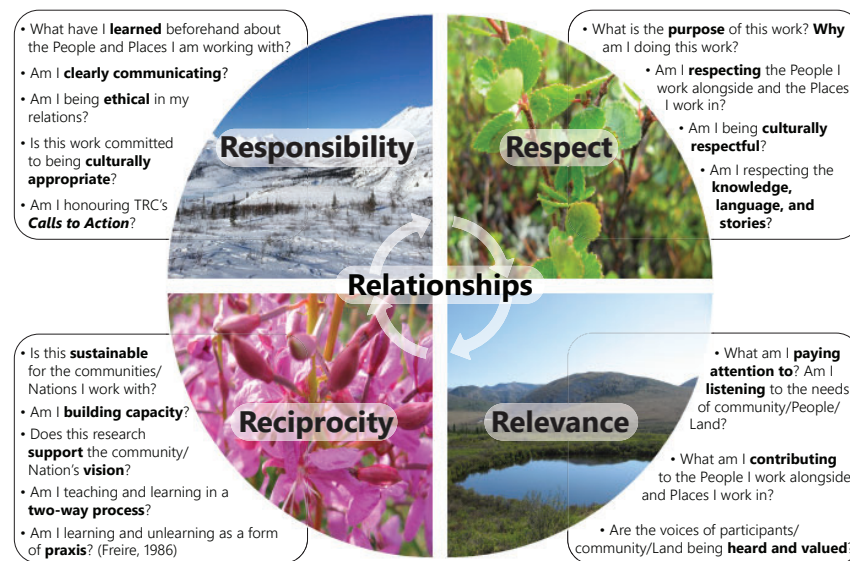 • What have I learned beforehand about
the People and Places I am working with?
• Am I clearly communicating?
• Am I being ethical in my
relations?
• Is this work committed
to being culturally
appropriate?
• Am I honouring TRC's
Calls to Action?
Responsibility
• What is the purpose of this work? Why
am I doing this work?
• Am I respecting the People I
work alongside and the Places
I work in?
• Am I being culturally
respectful?
• Am I respecting the
knowledge,
language, and
stories?
Respect
Relationships
• Is this sustainable
for the communities/
Nations I work with?
• Am I building capacity?
• Does this research
support the community/
Nation's vision?
• Am I teaching and learning in a
two-way process?
• Am I learning and unlearning as a form
of praxis? (Freire, 1986)
Reciprocity
• What am I paying
attention to? Am I
listening to the needs
of community/People/
Land?
• What am I contributing
to the People I work alongside
and Places I work in?
• Are the voices of participants/
community/Land being heard and valued?
Relevance